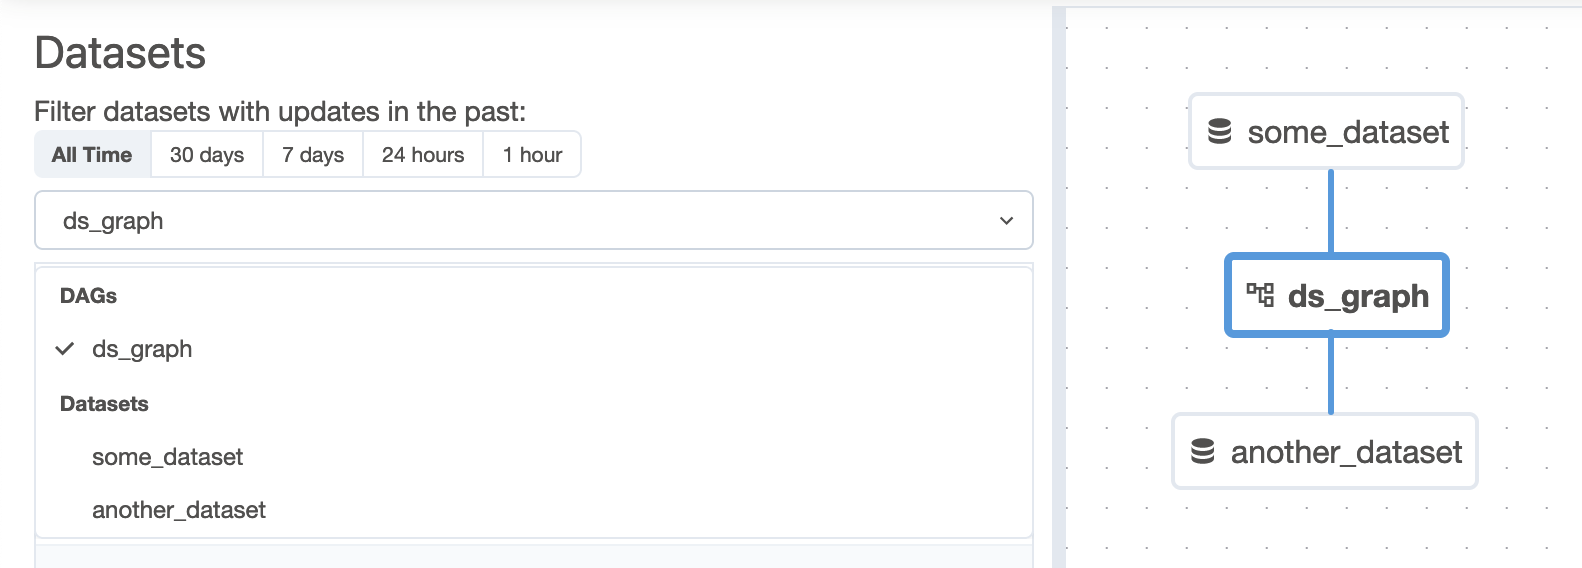 Datasets
Filter datasets with updates in the past:
All Time 30 days 7 days 24 hours 1 hour
ds_graph
DAGs
ds_graph
Datasets
some_dataset
another_dataset
some_dataset
ds_graph
another_dataset